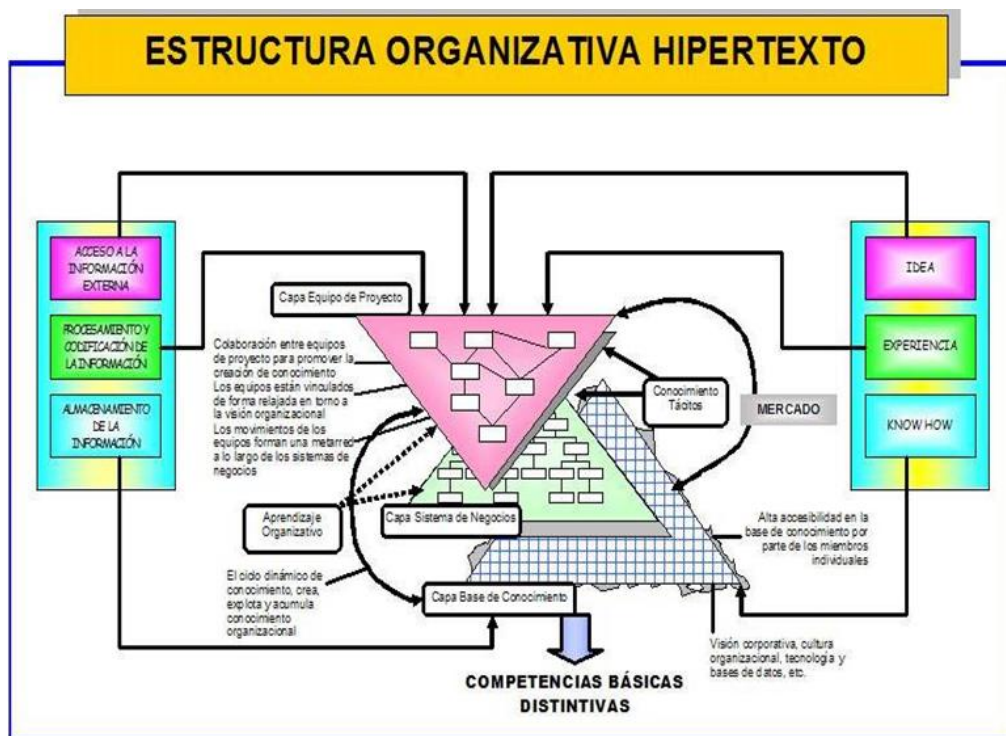 ESTRUCTURA ORGANIZATIVA HIPERTEXTO
ACCESO A LA
INFORMACIÓN
EXTERNA
PROCESAMIENTO Y
CODIFICACIÓN DE
LA INFORMACIÓN
ALMACENAMIENTO
DE LA
INFORMACIÓN
Capa Equipo de Proyecto
Colaboración entre equipos
de proyecto para promover la
creación de conocimiento
Los equipos están vinculados
de forma relajada en torno a
la visión organizacional
Los movimientos de los
equipos forman una metarred
a lo largo de los sistemas de
negocios
Aprendizaje
Organizativo
Capa Sistema de Negocios
El ciclo dinámico de
conocimiento, crea,
explota y acumula
conocimiento
organizacional
Capa Base de Conocimiento
COMPETENCIAS BÁSICAS
DISTINTIVAS
Conocimiento
Tácitos
MERCADO
IDEA
EXPERIENCIA
KNOW HOW
Alta accesibilidad en la
base de conocimiento por
parte de los miembros
individuales
Visión corporativa, cultura
organizacional, tecnología y
bases de datos, etc.